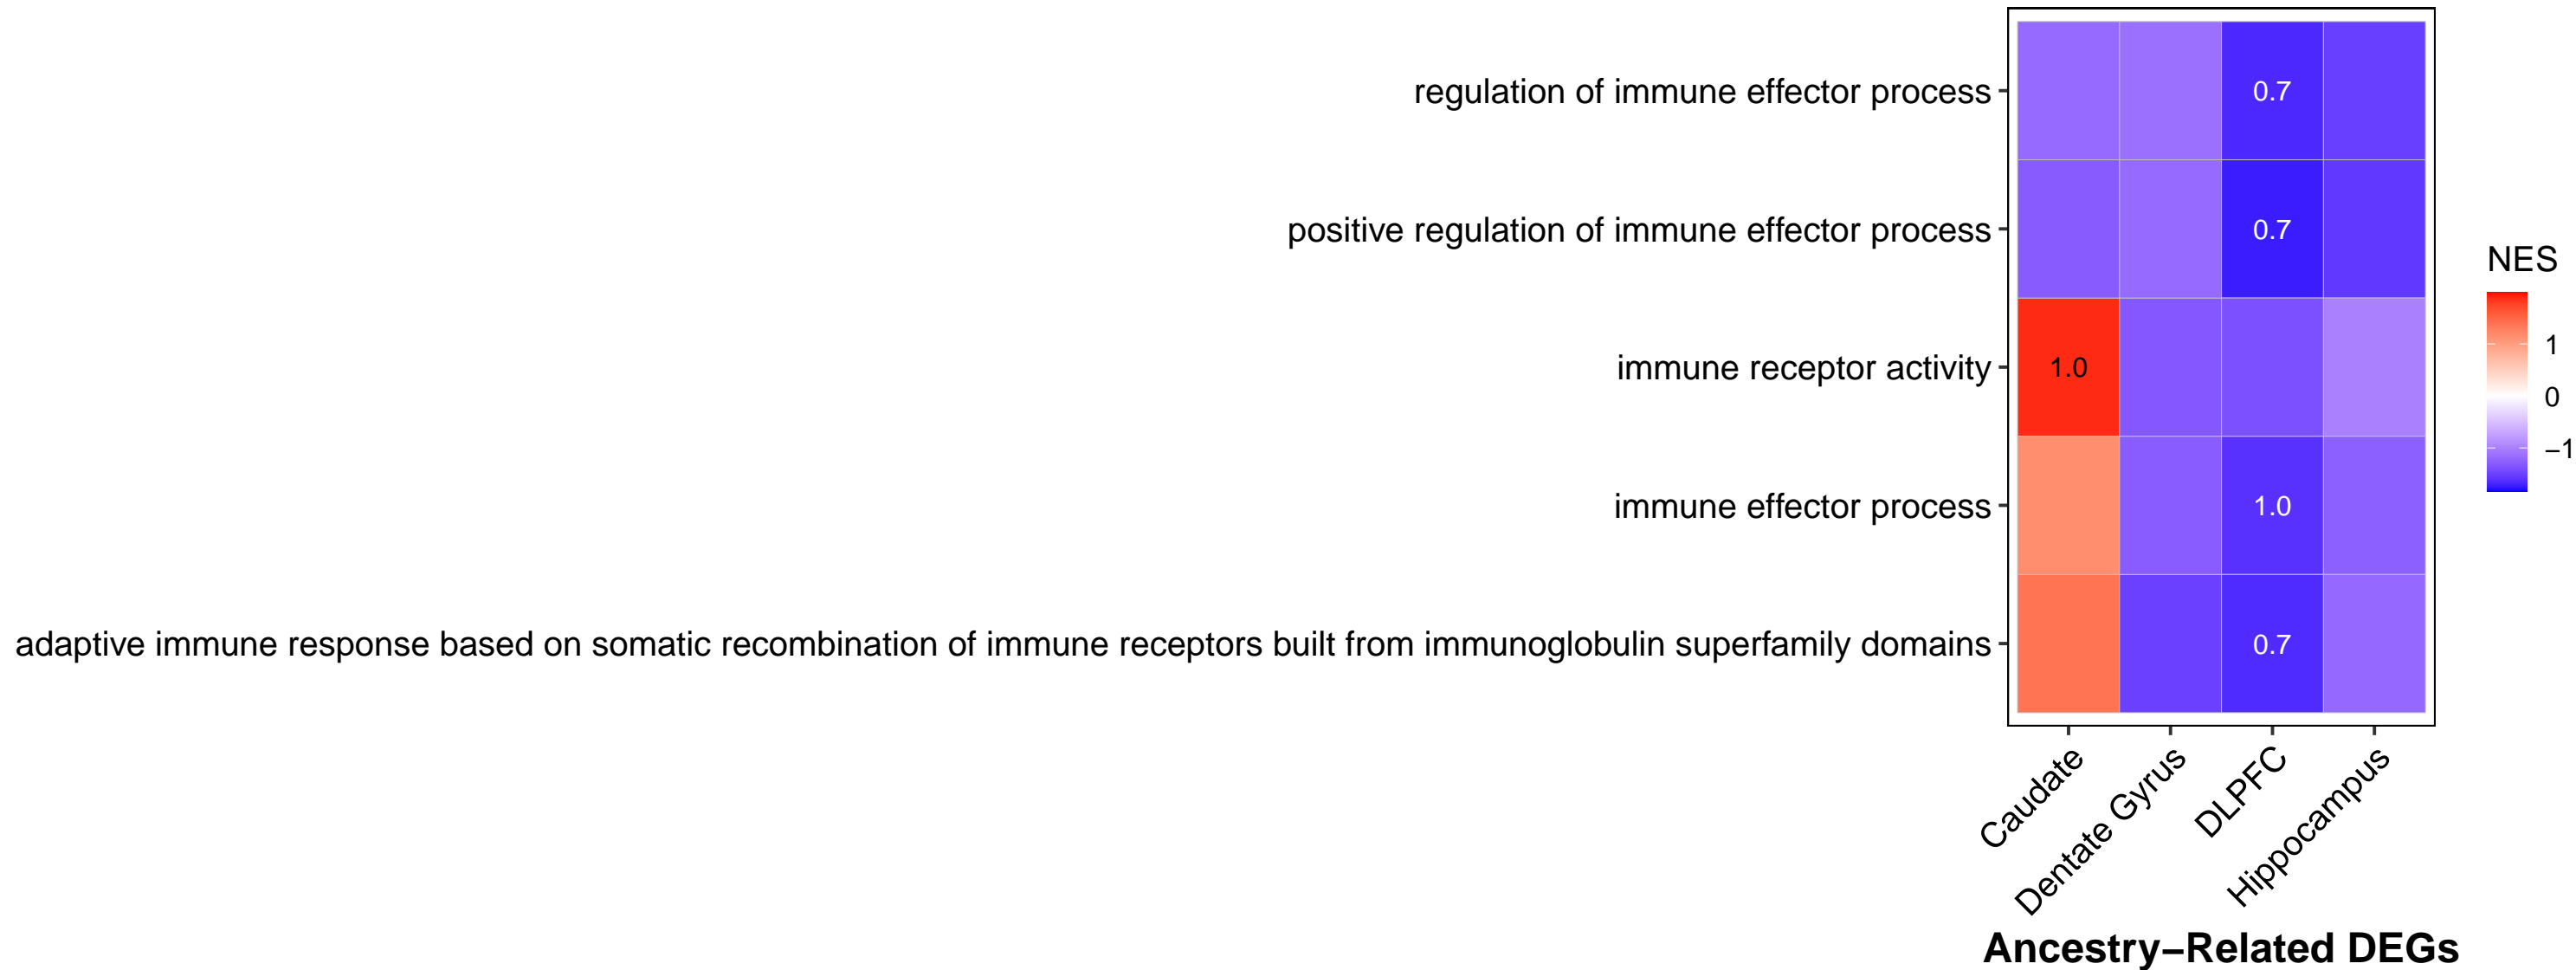 regulation of immune effector process
0.7
positive regulation of immune effector process
0.7
immune receptor activity
1.0
immune effector process
1.0
adaptive immune response based on somatic recombination of immune receptors built from immunoglobulin superfamily domains
0.7
Caudate
Dentate Gyrus
DLPFC
Hippocampus
Ancestry−Related DEGs
NES
1
0
−1